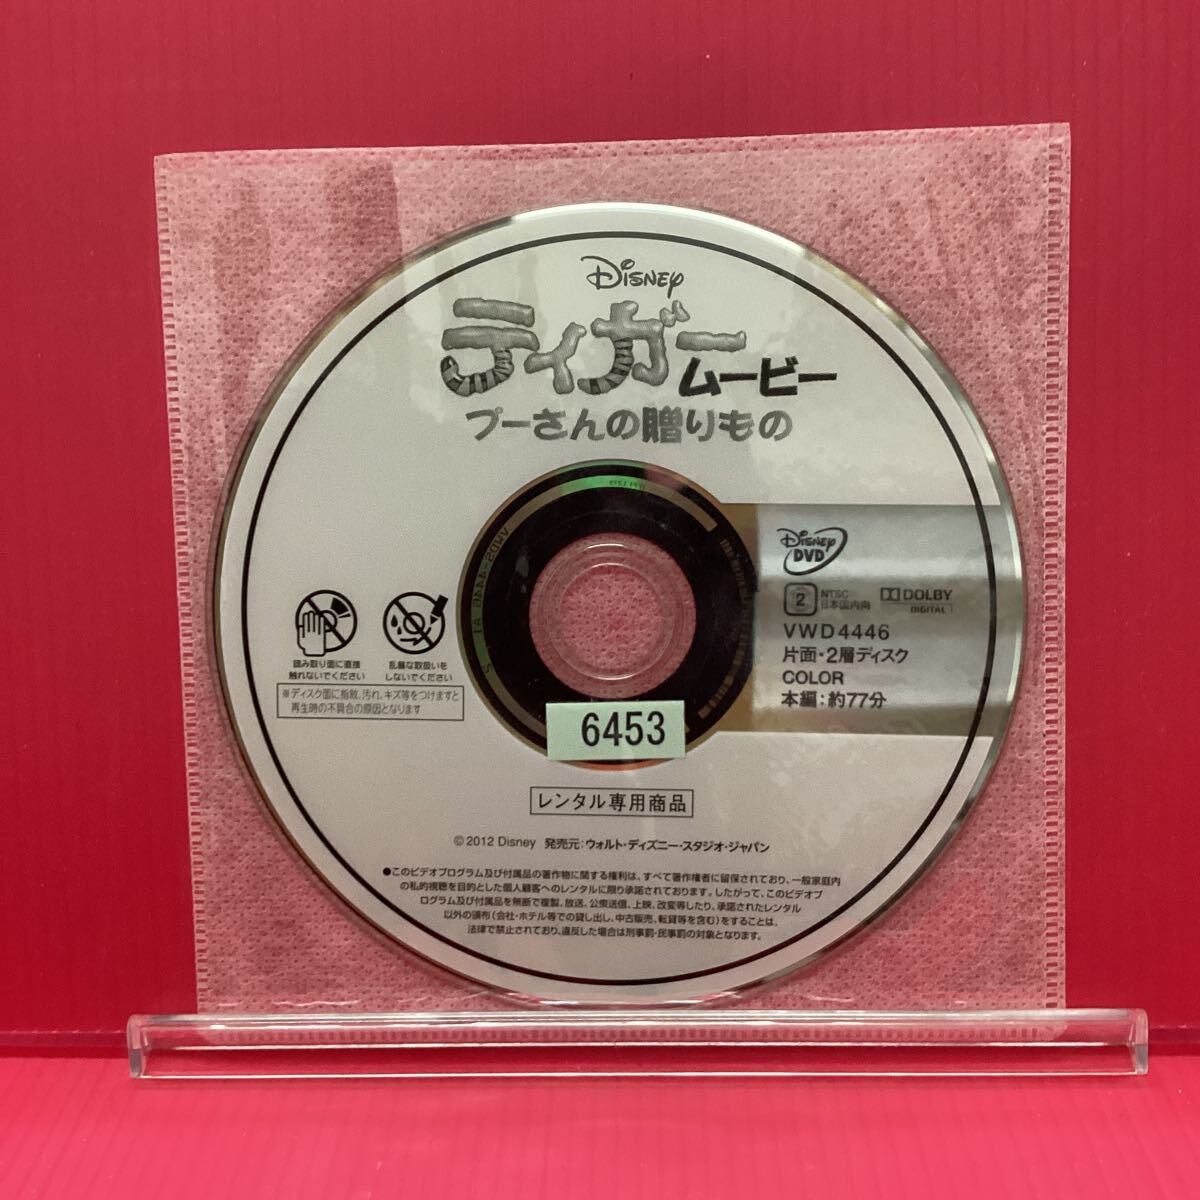 Disney
ティガームービー
プーさんの贈りもの
Disney
DVD
2
NTSC
日本国内向
DOLBY
DIGITAL
VWD4446
片面・2層ディスク
COLOR
本編:約77分
読み取り面に直接
触れないでください
乱暴な取扱いを
しないでください
※ディスク面に指紋、汚れ、キズ等をつけますと
再生時の不具合の原因となります
6453
レンタル専用商品
©2012 Disney 発売元:ウォルト・ディズニー・スタジオ・ジャパン
●このビデオプログラム及び付属品の著作物に関する権利は、すべて著作権者に留保されており、一般家庭内
の私的視聴を目的とした個人顧客へのレンタルに限り承諾されております。したがって、このビデオプ
ログラム及び付属品を無断で複製、放送、公衆送信、上映、改変等したり、承諾されたレンタル
以外の頒布(会社・ホテル等での貸し出し、中古販売、転貸等を含む)をすることは、
法律で禁止されており、違反した場合は刑事罰・民事罰の対象となります。